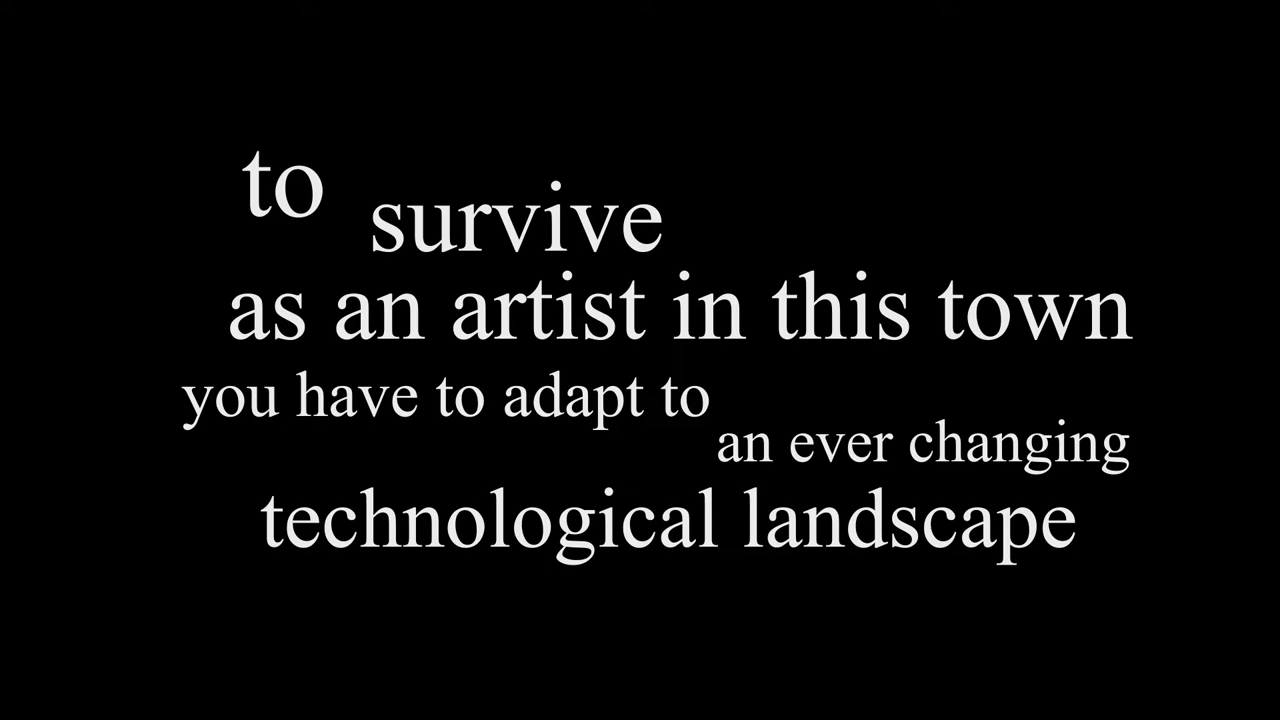 to
survive
as an artist in this town
you have to adapt to
an ever changing
technological landscape